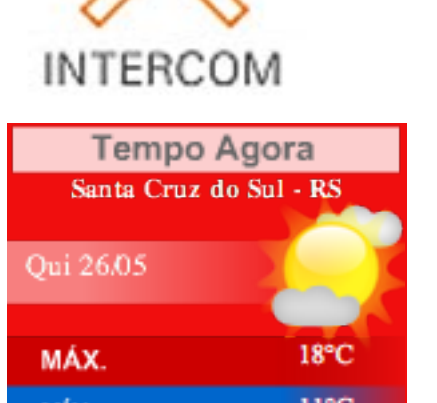 INTERCOM
Tempo Agora
Santa Cruz do Sul - RS
Qui 26/05
MÁX. 18°C